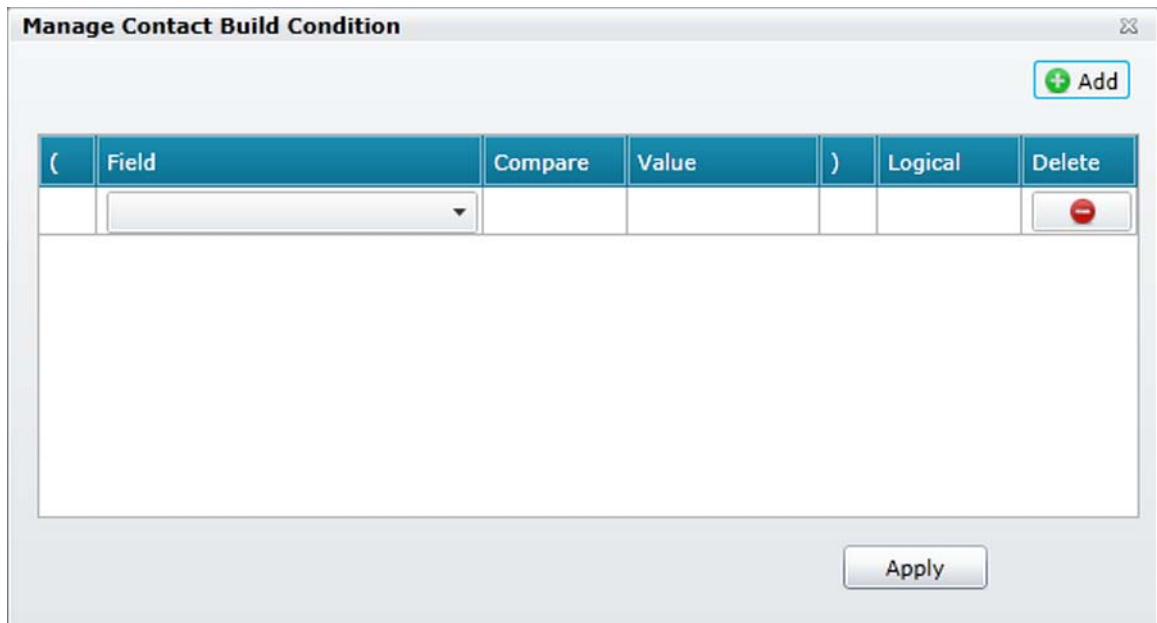 Manage Contact Build Condition
Add
( Field Compare Value ) Logical Delete
Apply